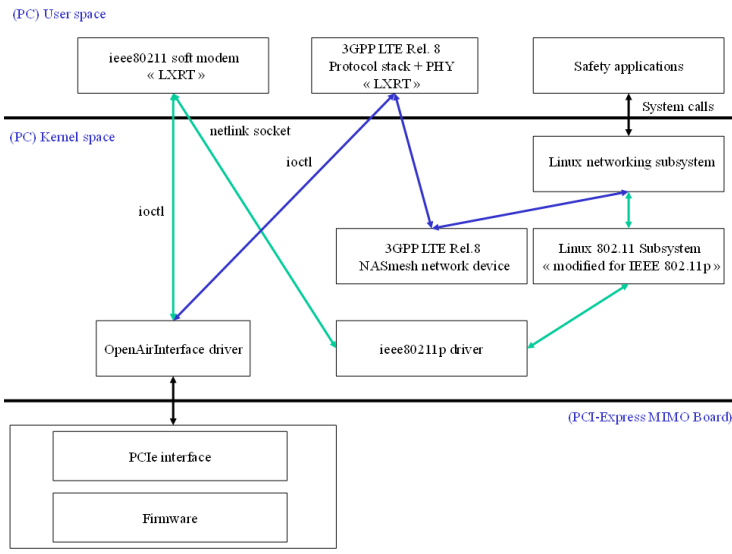 (PC) User space
ieee80211 soft modem
« LXRT »
3GPP LTE Rel. 8
Protocol stack + PHY
« LXRT »
Safety applications
System calls
(PC) Kernel space
netlink socket
ioctl
Linux networking subsystem
ioctl
3GPP LTE Rel.8
NASmesh network device
Linux 802.11 Subsystem
« modified for IEEE 802.11p »
OpenAirInterface driver
ieee80211p driver
(PCI-Express MIMO Board)
PCIe interface
Firmware